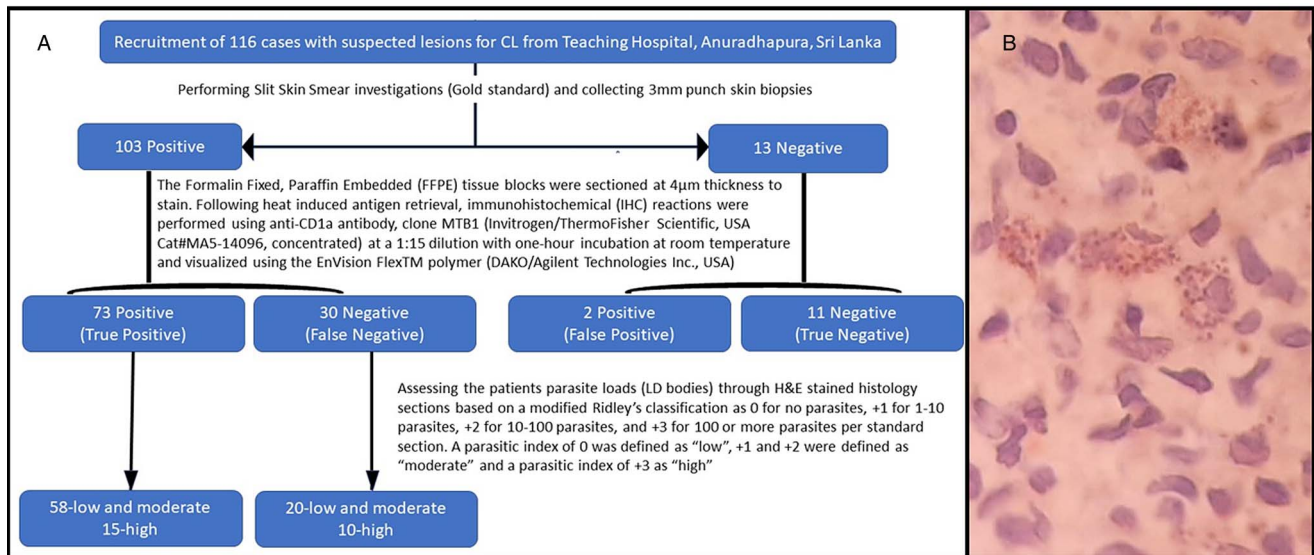 A
Recruitment of 116 cases with suspected lesions for CL from Teaching Hospital, Anuradhapura, Sri Lanka
Performing Slit Skin Smear investigations (Gold standard) and collecting 3mm punch skin biopsies
103 Positive
13 Negative
The Formalin Fixed, Paraffin Embedded (FFPE) tissue blocks were sectioned at 4μm thickness to
stain. Following heat induced antigen retrieval, immunohistochemical (IHC) reactions were
performed using anti-CD1a antibody, clone MTB1 (Invitrogen/ThermoFisher Scientific, USA
Cat#MA5-14096, concentrated) at a 1:15 dilution with one-hour incubation at room temperature
and visualized using the EnVision FlexTM polymer (DAKO/Agilent Technologies Inc., USA)
73 Positive
(True Positive)
30 Negative
(False Negative)
2 Positive
(False Positive)
11 Negative
(True Negative)
Assessing the patients parasite loads (LD bodies) through H&E stained histology
sections based on a modified Ridley's classification as 0 for no parasites, +1 for 1-10
parasites, +2 for 10-100 parasites, and +3 for 100 or more parasites per standard
section. A parasitic index of 0 was defined as "low", +1 and +2 were defined as
"moderate" and a parasitic index of +3 as "high"
58-low and moderate
15-high
20-low and moderate
10-high
B